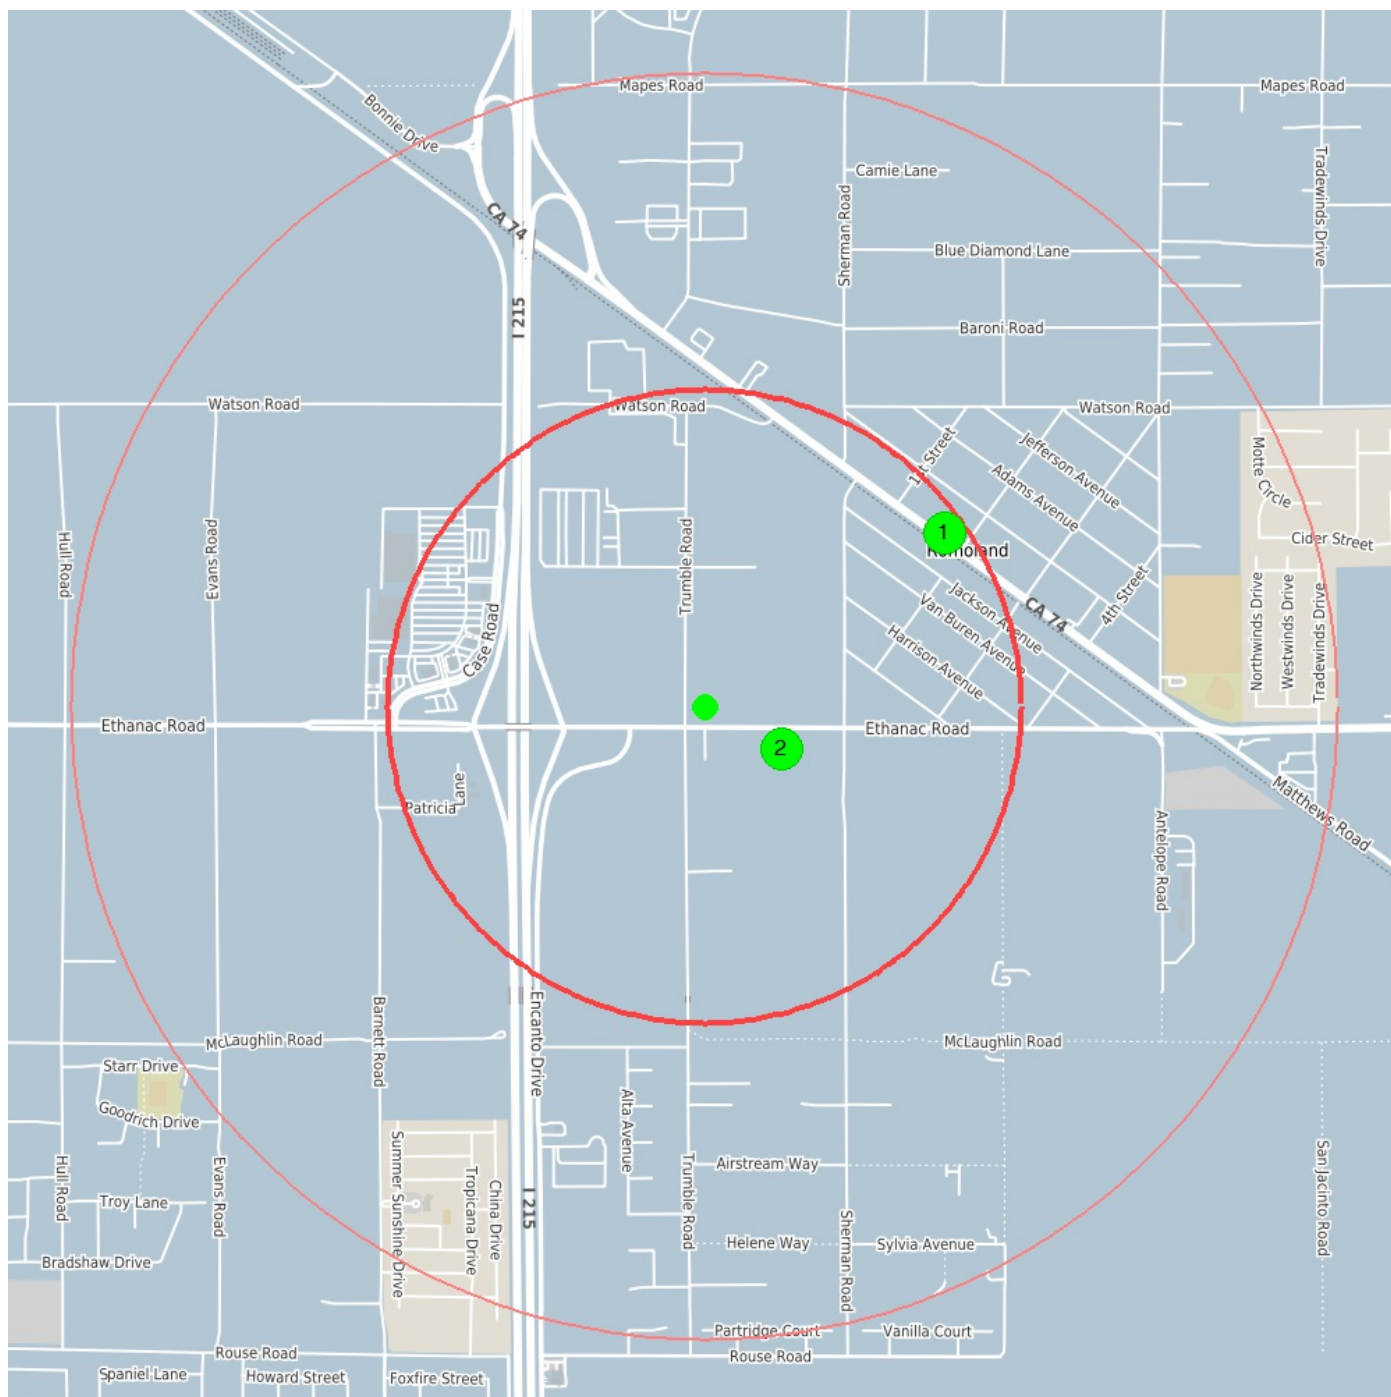 Mapes Road
Mapes Road
Bonnie Drive
Camie Lane
Tradewinds Drive
CA 74
Sherman Road
Blue Diamond Lane
I 215
Baroni Road
Watson Road
Watson Road
Watson Road
1st Street
Jefferson Avenue
Adams Avenue
Motte Circle
Cider Street
Hull Road
Evans Road
Trumble Road
1
Romoland
Jackson Avenue
Van Buren Avenue
Harrison Avenue
CA 74
4th Street
Northwinds Drive
Westwinds Drive
Tradewinds Drive
Case Road
Ethanac Road
Ethanac Road
2
Patricia Lane
Matthews Road
Antelope Road
Encanto Drive
Barnett Road
McLaughlin Road
McLaughlin Road
Starr Drive
Goodrich Drive
Alta Avenue
Hull Road
Evans Road
Summer Sunshine Drive
Tropicana Drive
China Drive
I 215
Trumble Road
Airstream Way
San Jacinto Road
Troy Lane
Bradshaw Drive
Helene Way
Sherman Road
Sylvia Avenue
Partridge Court
Vanilla Court
Rouse Road
Rouse Road
Spaniel Lane
Howard Street
Foxfire Street